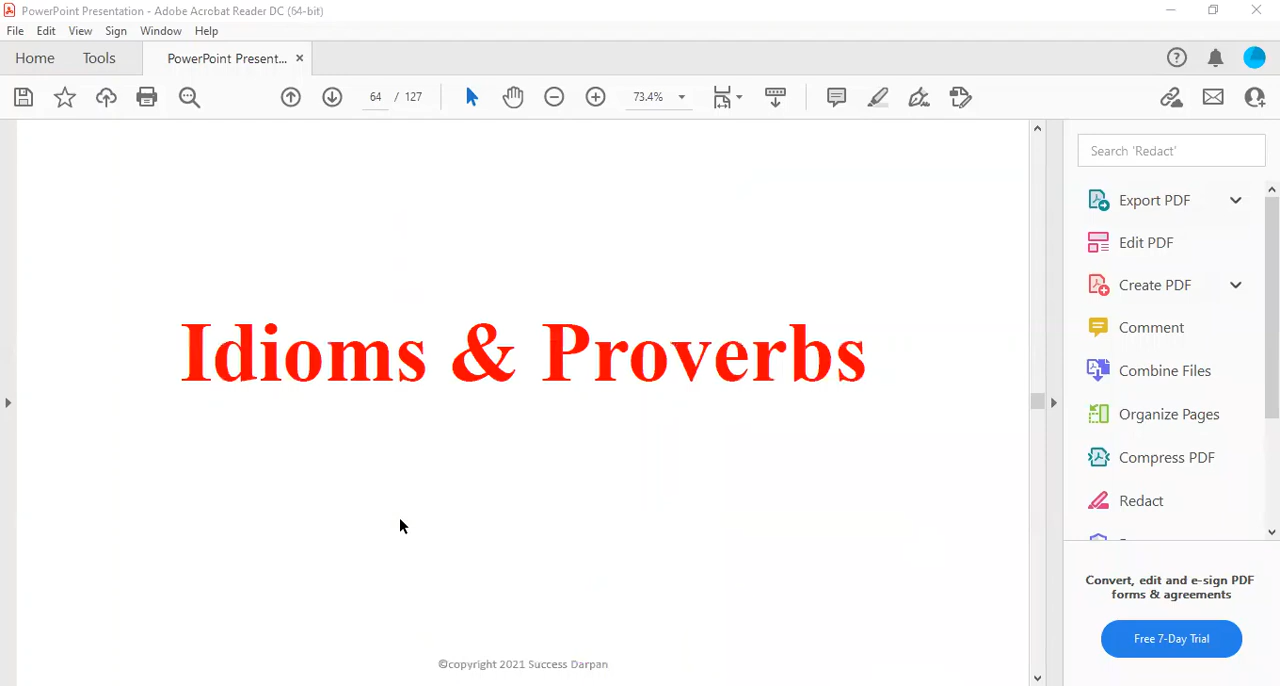 PowerPoint Presentation - Adobe Acrobat Reader DC (64-bit)
File Edit View Sign Window Help
Home Tools PowerPoint Present... ×
64 / 127 73.4%
Search 'Redact'
Export PDF
Edit PDF
Create PDF
Comment
Combine Files
Organize Pages
Compress PDF
Redact
Idioms & Proverbs
©copyright 2021 Success Darpan
Convert, edit and e-sign PDF
forms & agreements
Free 7-Day Trial